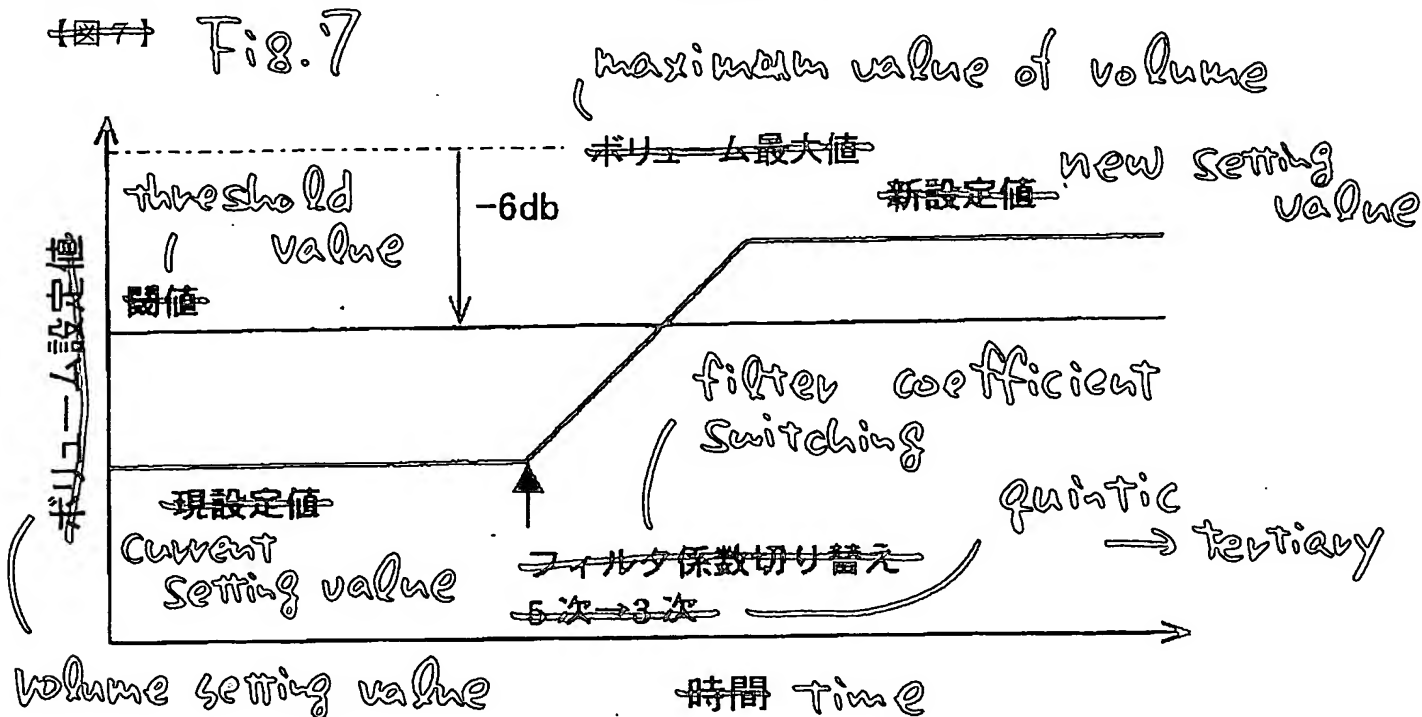 【図7】 Fig.7
maximum value of volume
ボリューム最大値
新設定値 new setting
value
threshold
value
-6db
閾値
ボリューム設定値
filter coefficient
switching
現設定値
current
setting value
フィルタ係数切り替え
5次→3次
quintic
→ tertiary
volume setting value
時間 Time